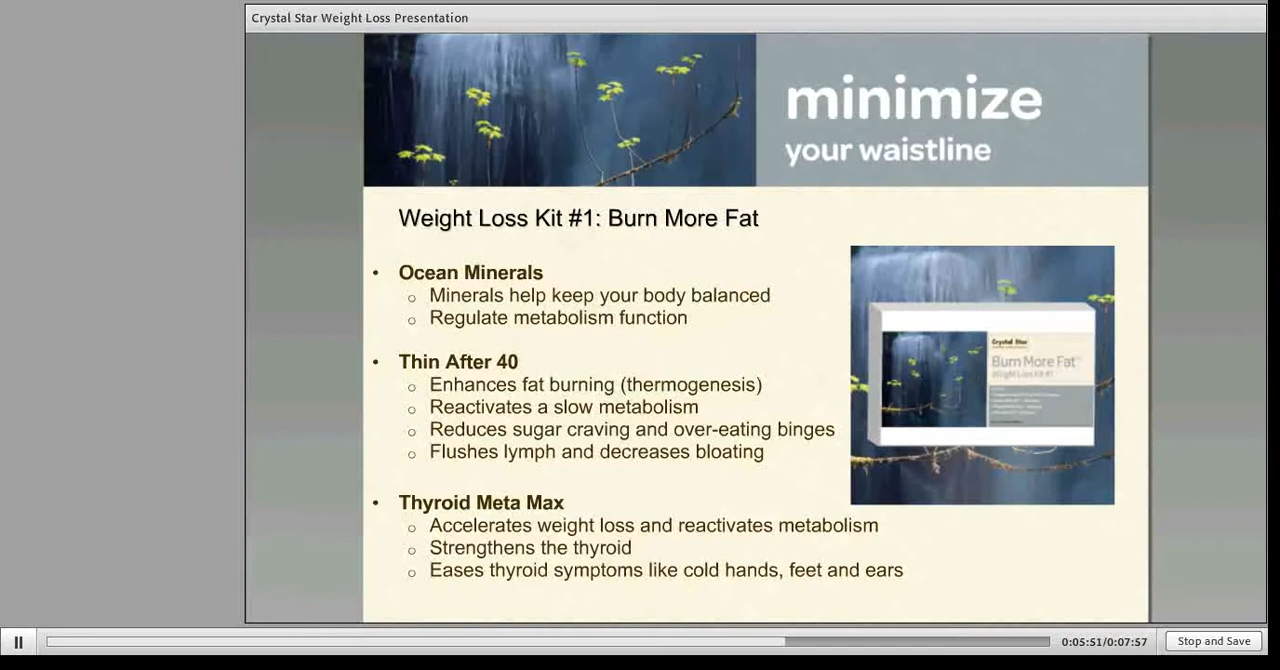 Crystal Star Weight Loss Presentation
minimize
your waistline
Weight Loss Kit #1: Burn More Fat
• Ocean Minerals
o Minerals help keep your body balanced
o Regulate metabolism function
• Thin After 40
o Enhances fat burning (thermogenesis)
o Reactivates a slow metabolism
o Reduces sugar craving and over-eating binges
o Flushes lymph and decreases bloating
• Thyroid Meta Max
o Accelerates weight loss and reactivates metabolism
o Strengthens the thyroid
o Eases thyroid symptoms like cold hands, feet and ears
Crystal Star
Burn More Fat
Weight Loss Kit #1
0:05:51/0:07:57
Stop and Save